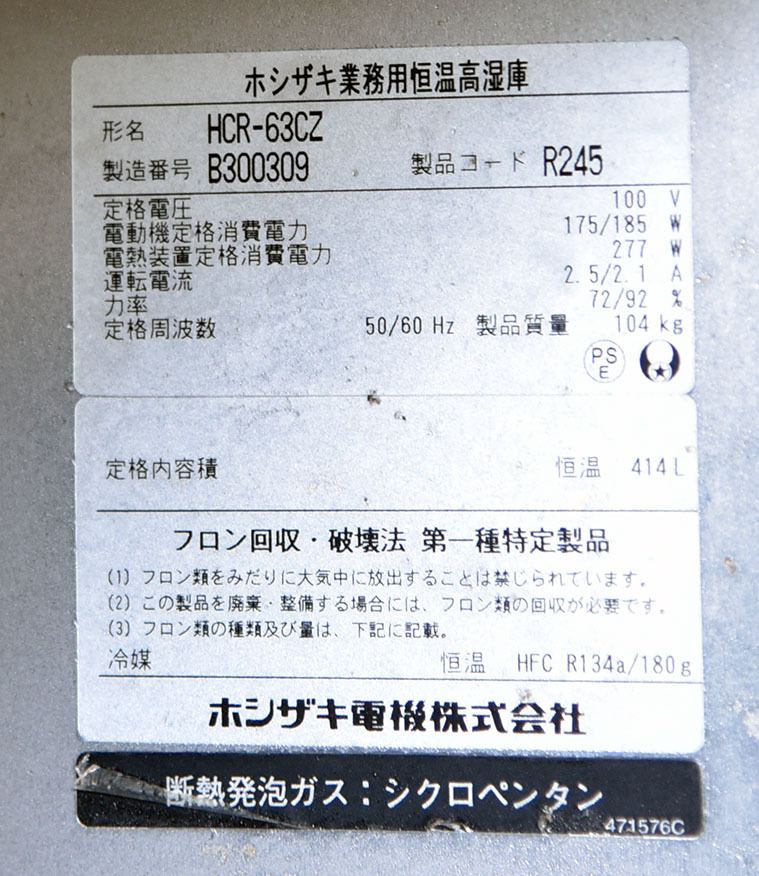 ホシザキ業務用恒温高湿庫
形名 HCR-63CZ
製造番号 B300309 製品コード R245
定格電圧 100 V
電動機定格消費電力 175/185 W
電熱装置定格消費電力 277 W
運転電流 2.5/2.1 A
力率 72/92 %
定格周波数 50/60 Hz 製品質量 104 kg
PS
E
定格内容積 恒温 414 L
フロン回収・破壊法 第一種特定製品
(1) フロン類をみだりに大気中に放出することは禁じられています。
(2) この製品を廃棄・整備する場合には、フロン類の回収が必要です。
(3) フロン類の種類及び量は、下記に記載。
冷媒 恒温 HFC R134a/180g
ホシザキ電機株式会社
断熱発泡ガス：シクロペンタン
471576C